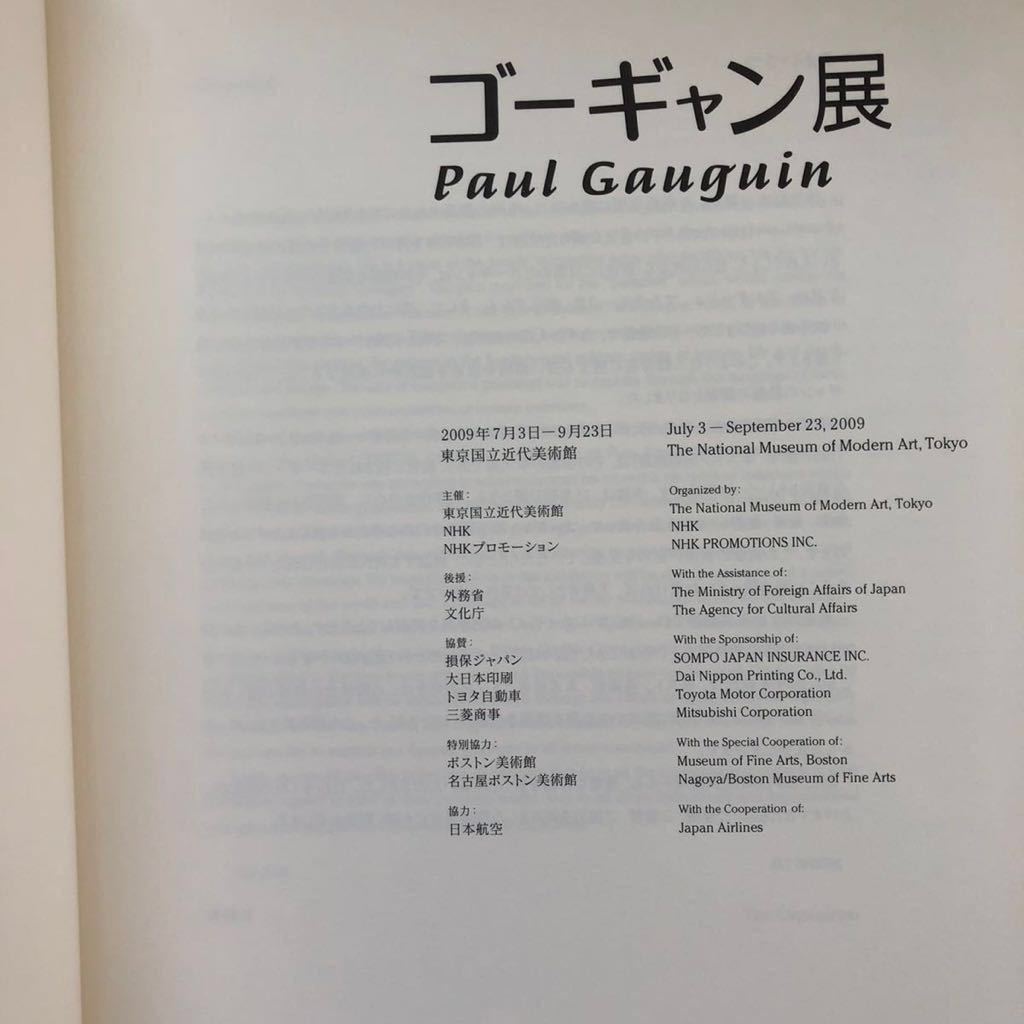 ゴーギャン展
Paul Gauguin
2009年7月3日－9月23日
東京国立近代美術館
July 3 — September 23, 2009
The National Museum of Modern Art, Tokyo
主催：
東京国立近代美術館
NHK
NHKプロモーション
Organized by:
The National Museum of Modern Art, Tokyo
NHK
NHK PROMOTIONS INC.
後援：
外務省
文化庁
With the Assistance of:
The Ministry of Foreign Affairs of Japan
The Agency for Cultural Affairs
協賛：
損保ジャパン
大日本印刷
トヨタ自動車
三菱商事
With the Sponsorship of:
SOMPO JAPAN INSURANCE INC.
Dai Nippon Printing Co., Ltd.
Toyota Motor Corporation
Mitsubishi Corporation
特別協力：
ボストン美術館
名古屋ボストン美術館
With the Special Cooperation of:
Museum of Fine Arts, Boston
Nagoya/Boston Museum of Fine Arts
協力：
日本航空
With the Cooperation of:
Japan Airlines